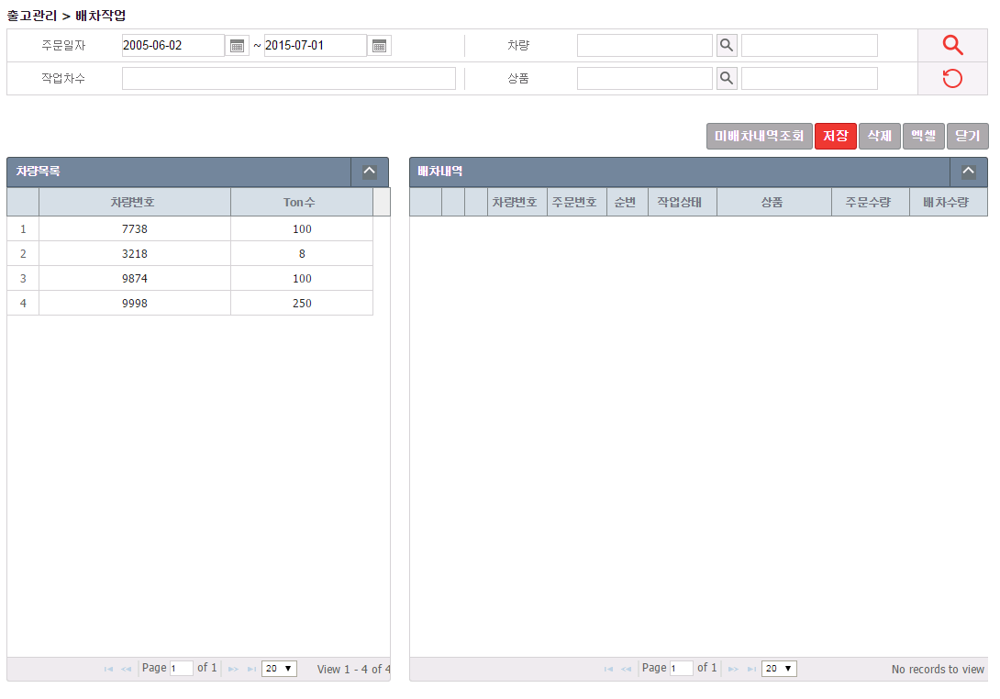 출고관리 > 배차작업
주문일자 2005-06-02 ~ 2015-07-01 차량
작업차수 상품
미배차내역조회 저장 삭제 엑셀 닫기
차량목록
차량번호 Ton수
1 7738 100
2 3218 8
3 9874 100
4 9998 250
Page 1 of 1 20 View 1 - 4 of 4
배차내역
차량번호 주문번호 순번 작업상태 상품 주문수량 배차수량
Page 1 of 1 20 No records to view